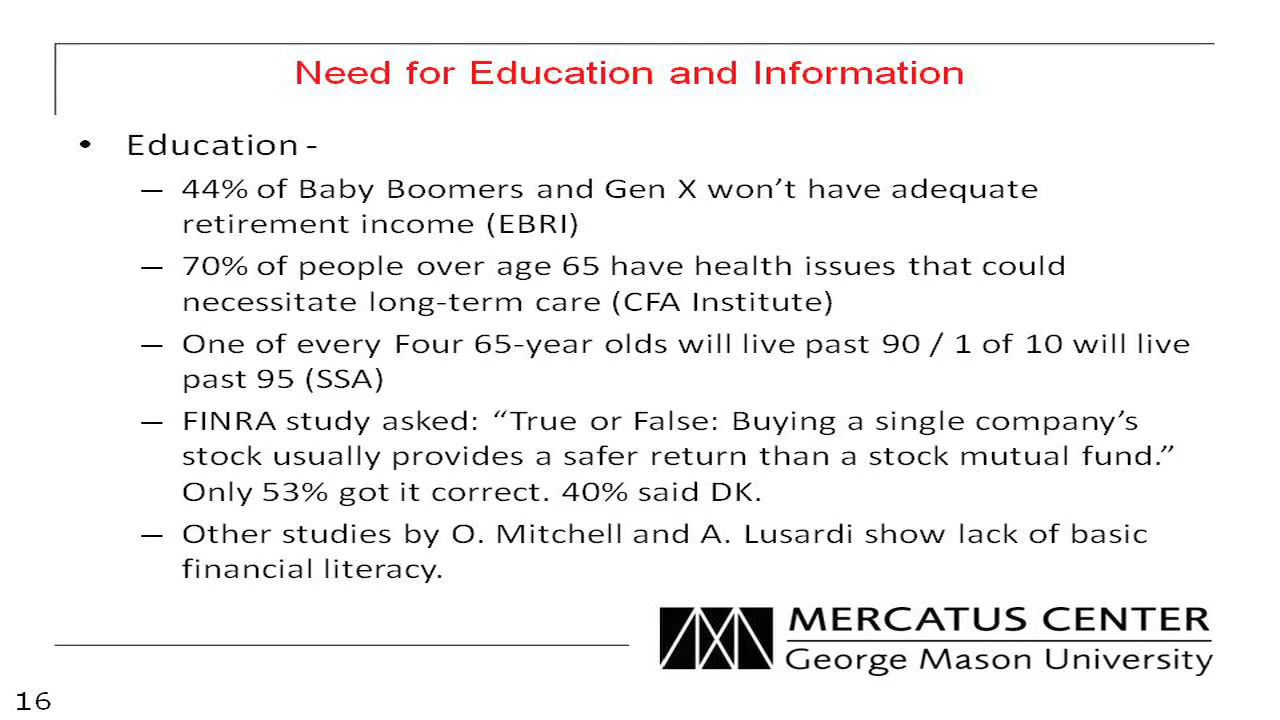 Need for Education and Information
• Education -
– 44% of Baby Boomers and Gen X won’t have adequate
retirement income (EBRI)
– 70% of people over age 65 have health issues that could
necessitate long-term care (CFA Institute)
– One of every Four 65-year olds will live past 90 / 1 of 10 will live
past 95 (SSA)
– FINRA study asked: “True or False: Buying a single company’s
stock usually provides a safer return than a stock mutual fund.”
Only 53% got it correct. 40% said DK.
– Other studies by O. Mitchell and A. Lusardi show lack of basic
financial literacy.
MERCATUS CENTER
George Mason University
16